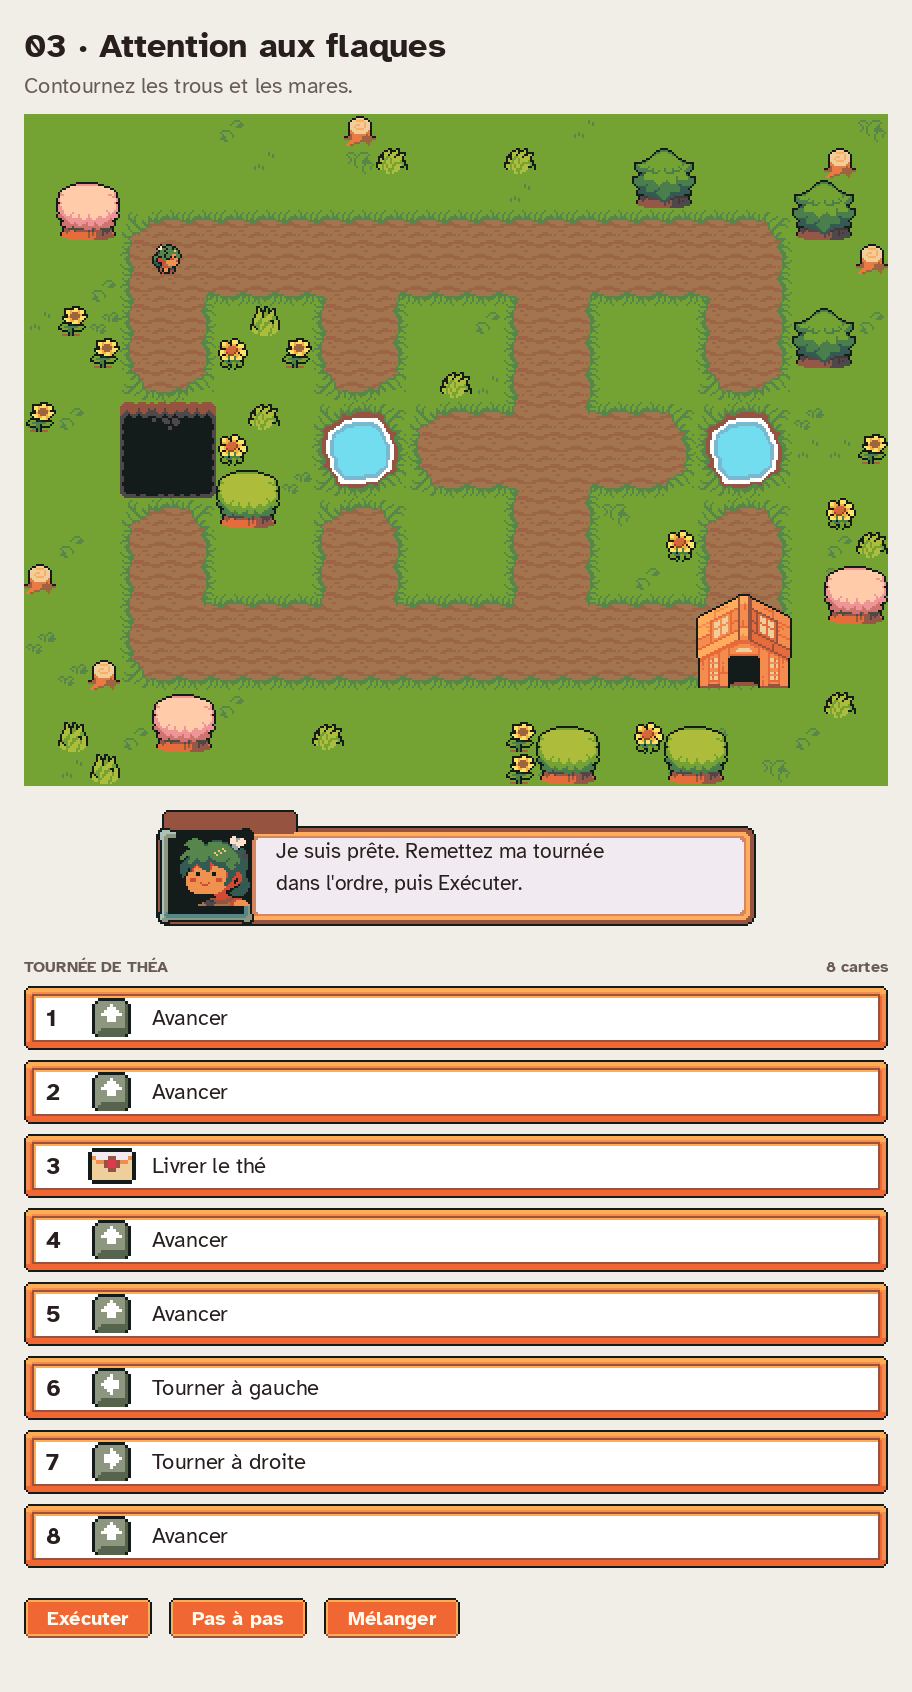 03 · Attention aux flaques
Contournez les trous et les mares.
Je suis prête. Remettez ma tournée
dans l'ordre, puis Exécuter.
TOURNÉE DE THÉA
8 cartes
1 Avancer
2 Avancer
3 Livrer le thé
4 Avancer
5 Avancer
6 Tourner à gauche
7 Tourner à droite
8 Avancer
Exécuter Pas à pas Mélanger